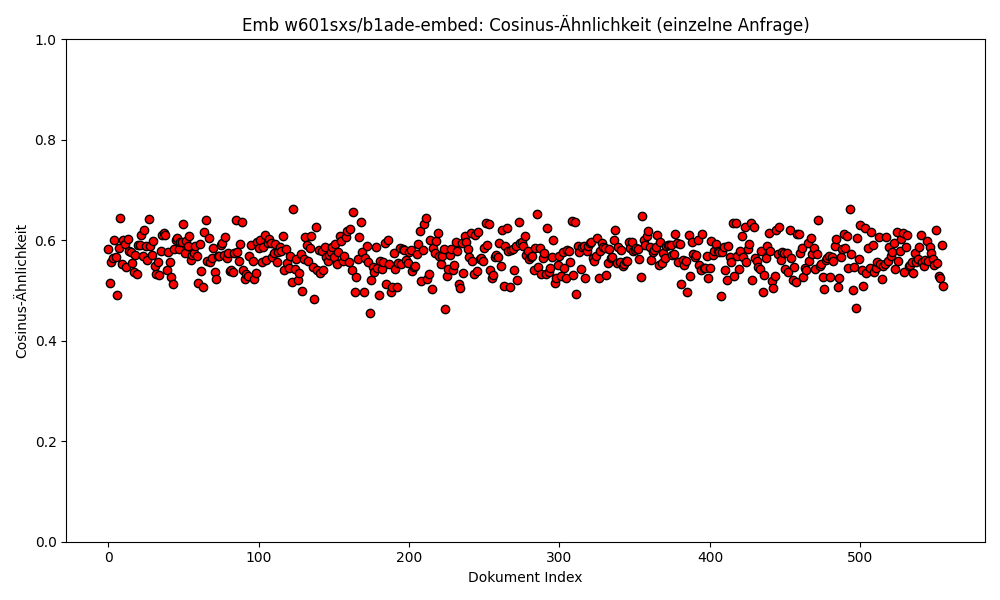 Emb w601sxs/b1ade-embed: Cosinus-Ähnlichkeit (einzelne Anfrage)
1.0
0.8
0.6
0.4
0.2
0.0
Cosinus-Ähnlichkeit
0 100 200 300 400 500
Dokument Index